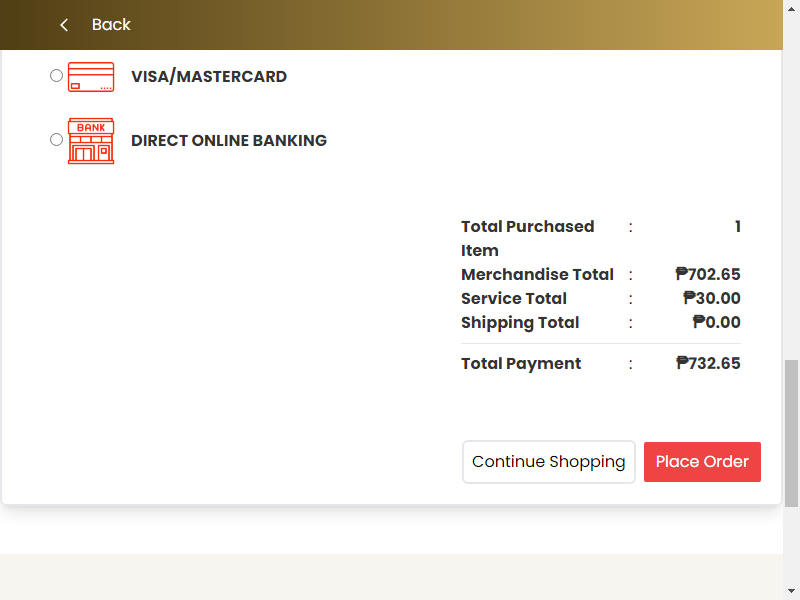 Back
VISA/MASTERCARD
BANK
DIRECT ONLINE BANKING
Total Purchased Item : 1
Merchandise Total : ₱702.65
Service Total : ₱30.00
Shipping Total : ₱0.00
Total Payment : ₱732.65
Continue Shopping
Place Order